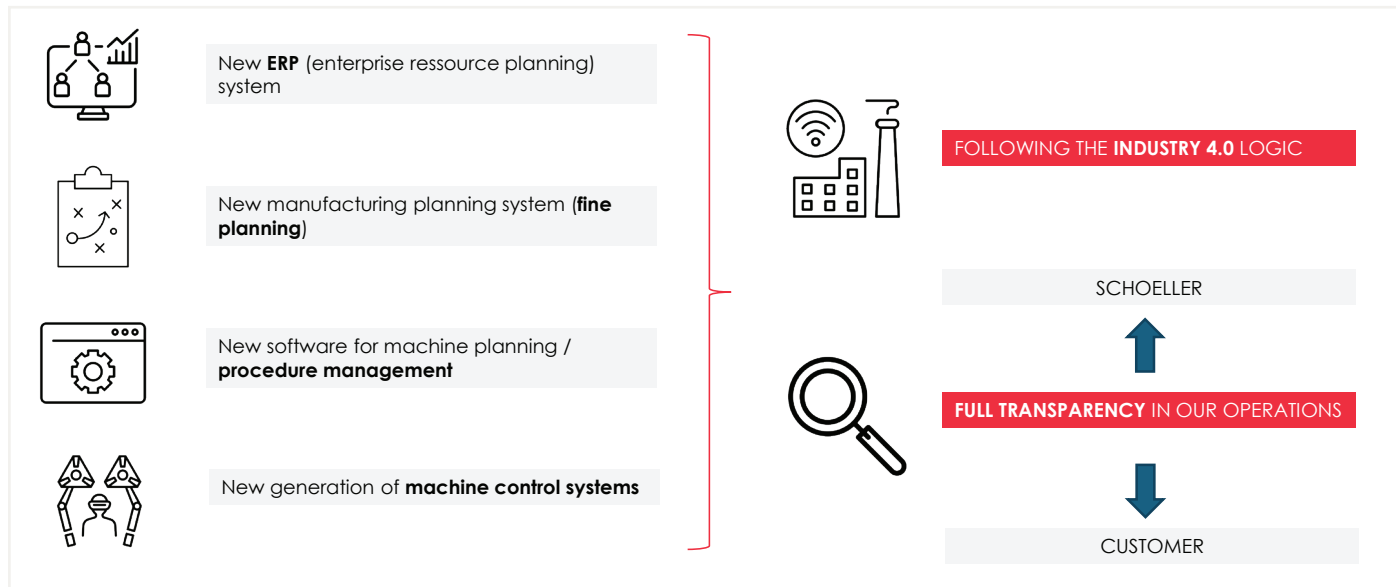 New ERP (enterprise ressource planning)
system
New manufacturing planning system (fine
planning)
New software for machine planning /
procedure management
New generation of machine control systems
FOLLOWING THE INDUSTRY 4.0 LOGIC
SCHOELLER
FULL TRANSPARENCY IN OUR OPERATIONS
CUSTOMER